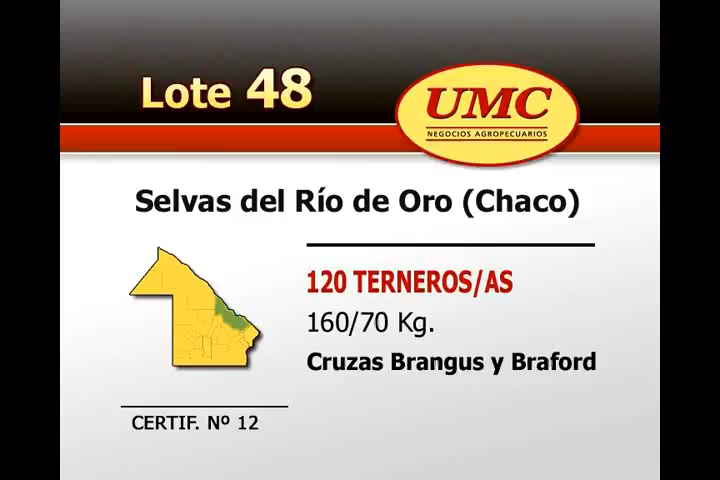 Lote 48
UMC
NEGOCIOS AGROPECUARIOS
Selvas del Río de Oro (Chaco)
120 TERNEROS/AS
160/70 Kg.
Cruzas Brangus y Braford
CERTIF. Nº 12